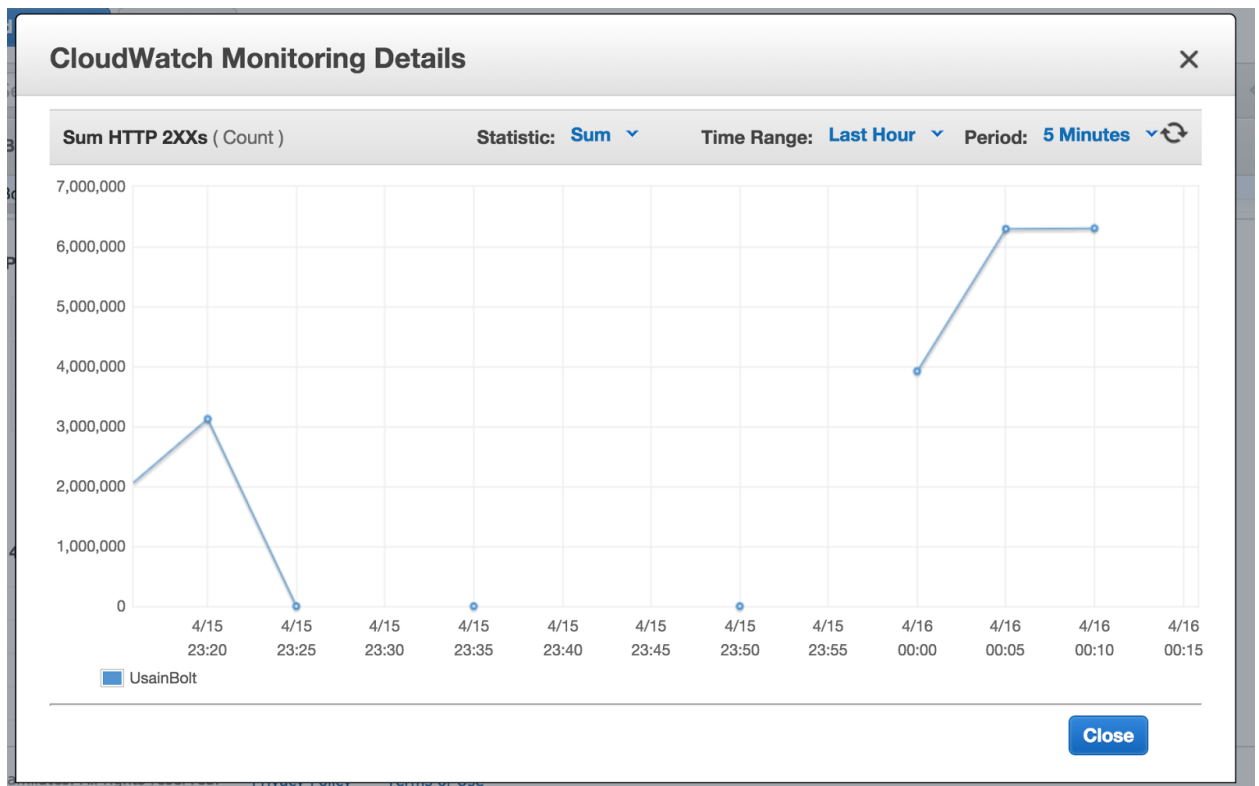 CloudWatch Monitoring Details
Sum HTTP 2XXs ( Count ) Statistic: Sum Time Range: Last Hour Period: 5 Minutes
7,000,000
6,000,000
5,000,000
4,000,000
3,000,000
2,000,000
1,000,000
0
4/15 4/15 4/15 4/15 4/15 4/15 4/15 4/15 4/16 4/16 4/16 4/16
23:20 23:25 23:30 23:35 23:40 23:45 23:50 23:55 00:00 00:05 00:10 00:15
UsainBolt
Close